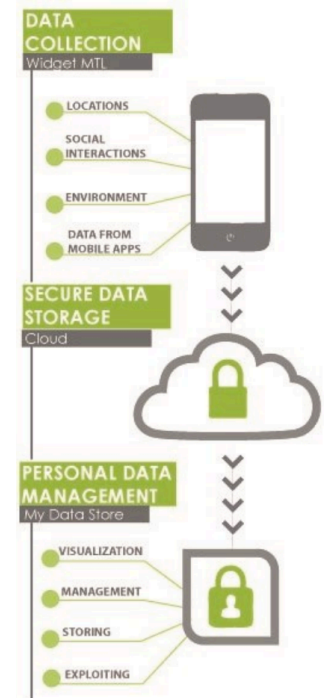 DATA
COLLECTION
Widget MTL
LOCATIONS
SOCIAL
INTERACTIONS
ENVIRONMENT
DATA FROM
MOBILE APPS
SECURE DATA
STORAGE
Cloud
PERSONAL DATA
MANAGEMENT
My Data Store
VISUALIZATION
MANAGEMENT
STORING
EXPLOITING